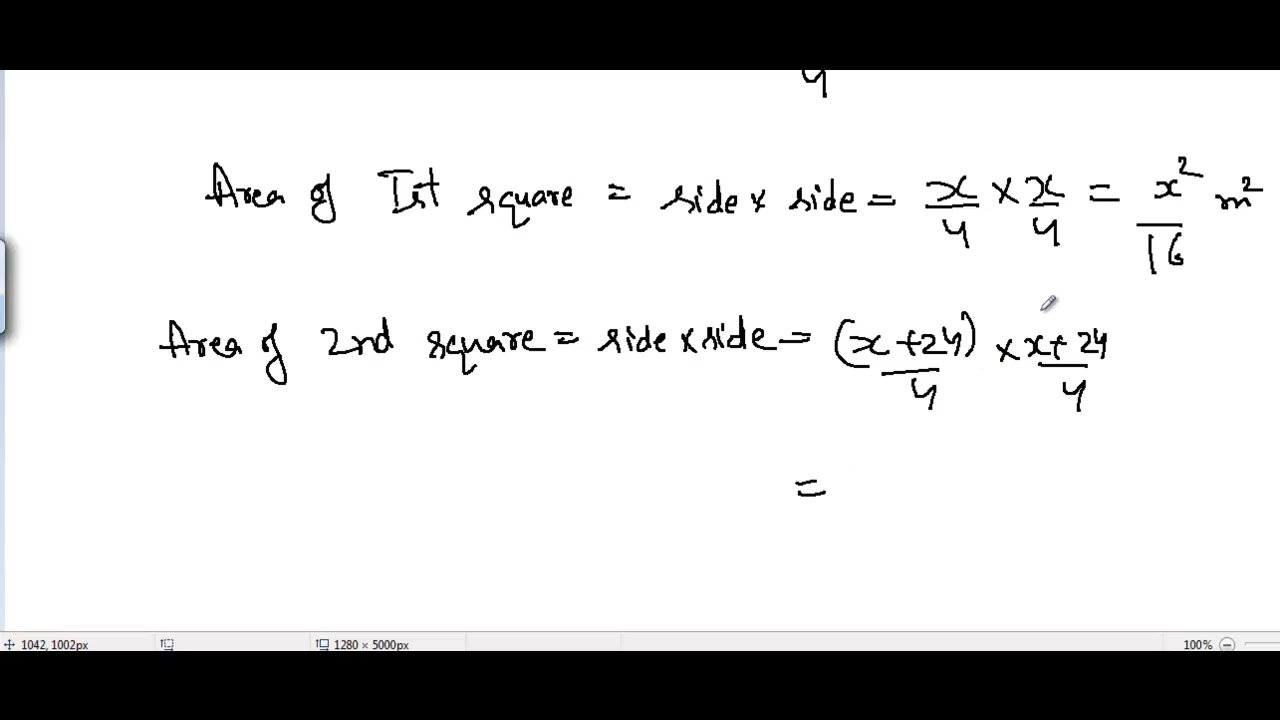 4
Area of Ist square = side × side = x/4 × x/4 = x²/16 m²
Area of 2nd square = side × side = (x+24)/4 × x+24/4
=
1042, 1002px 1280 × 5000px 100%